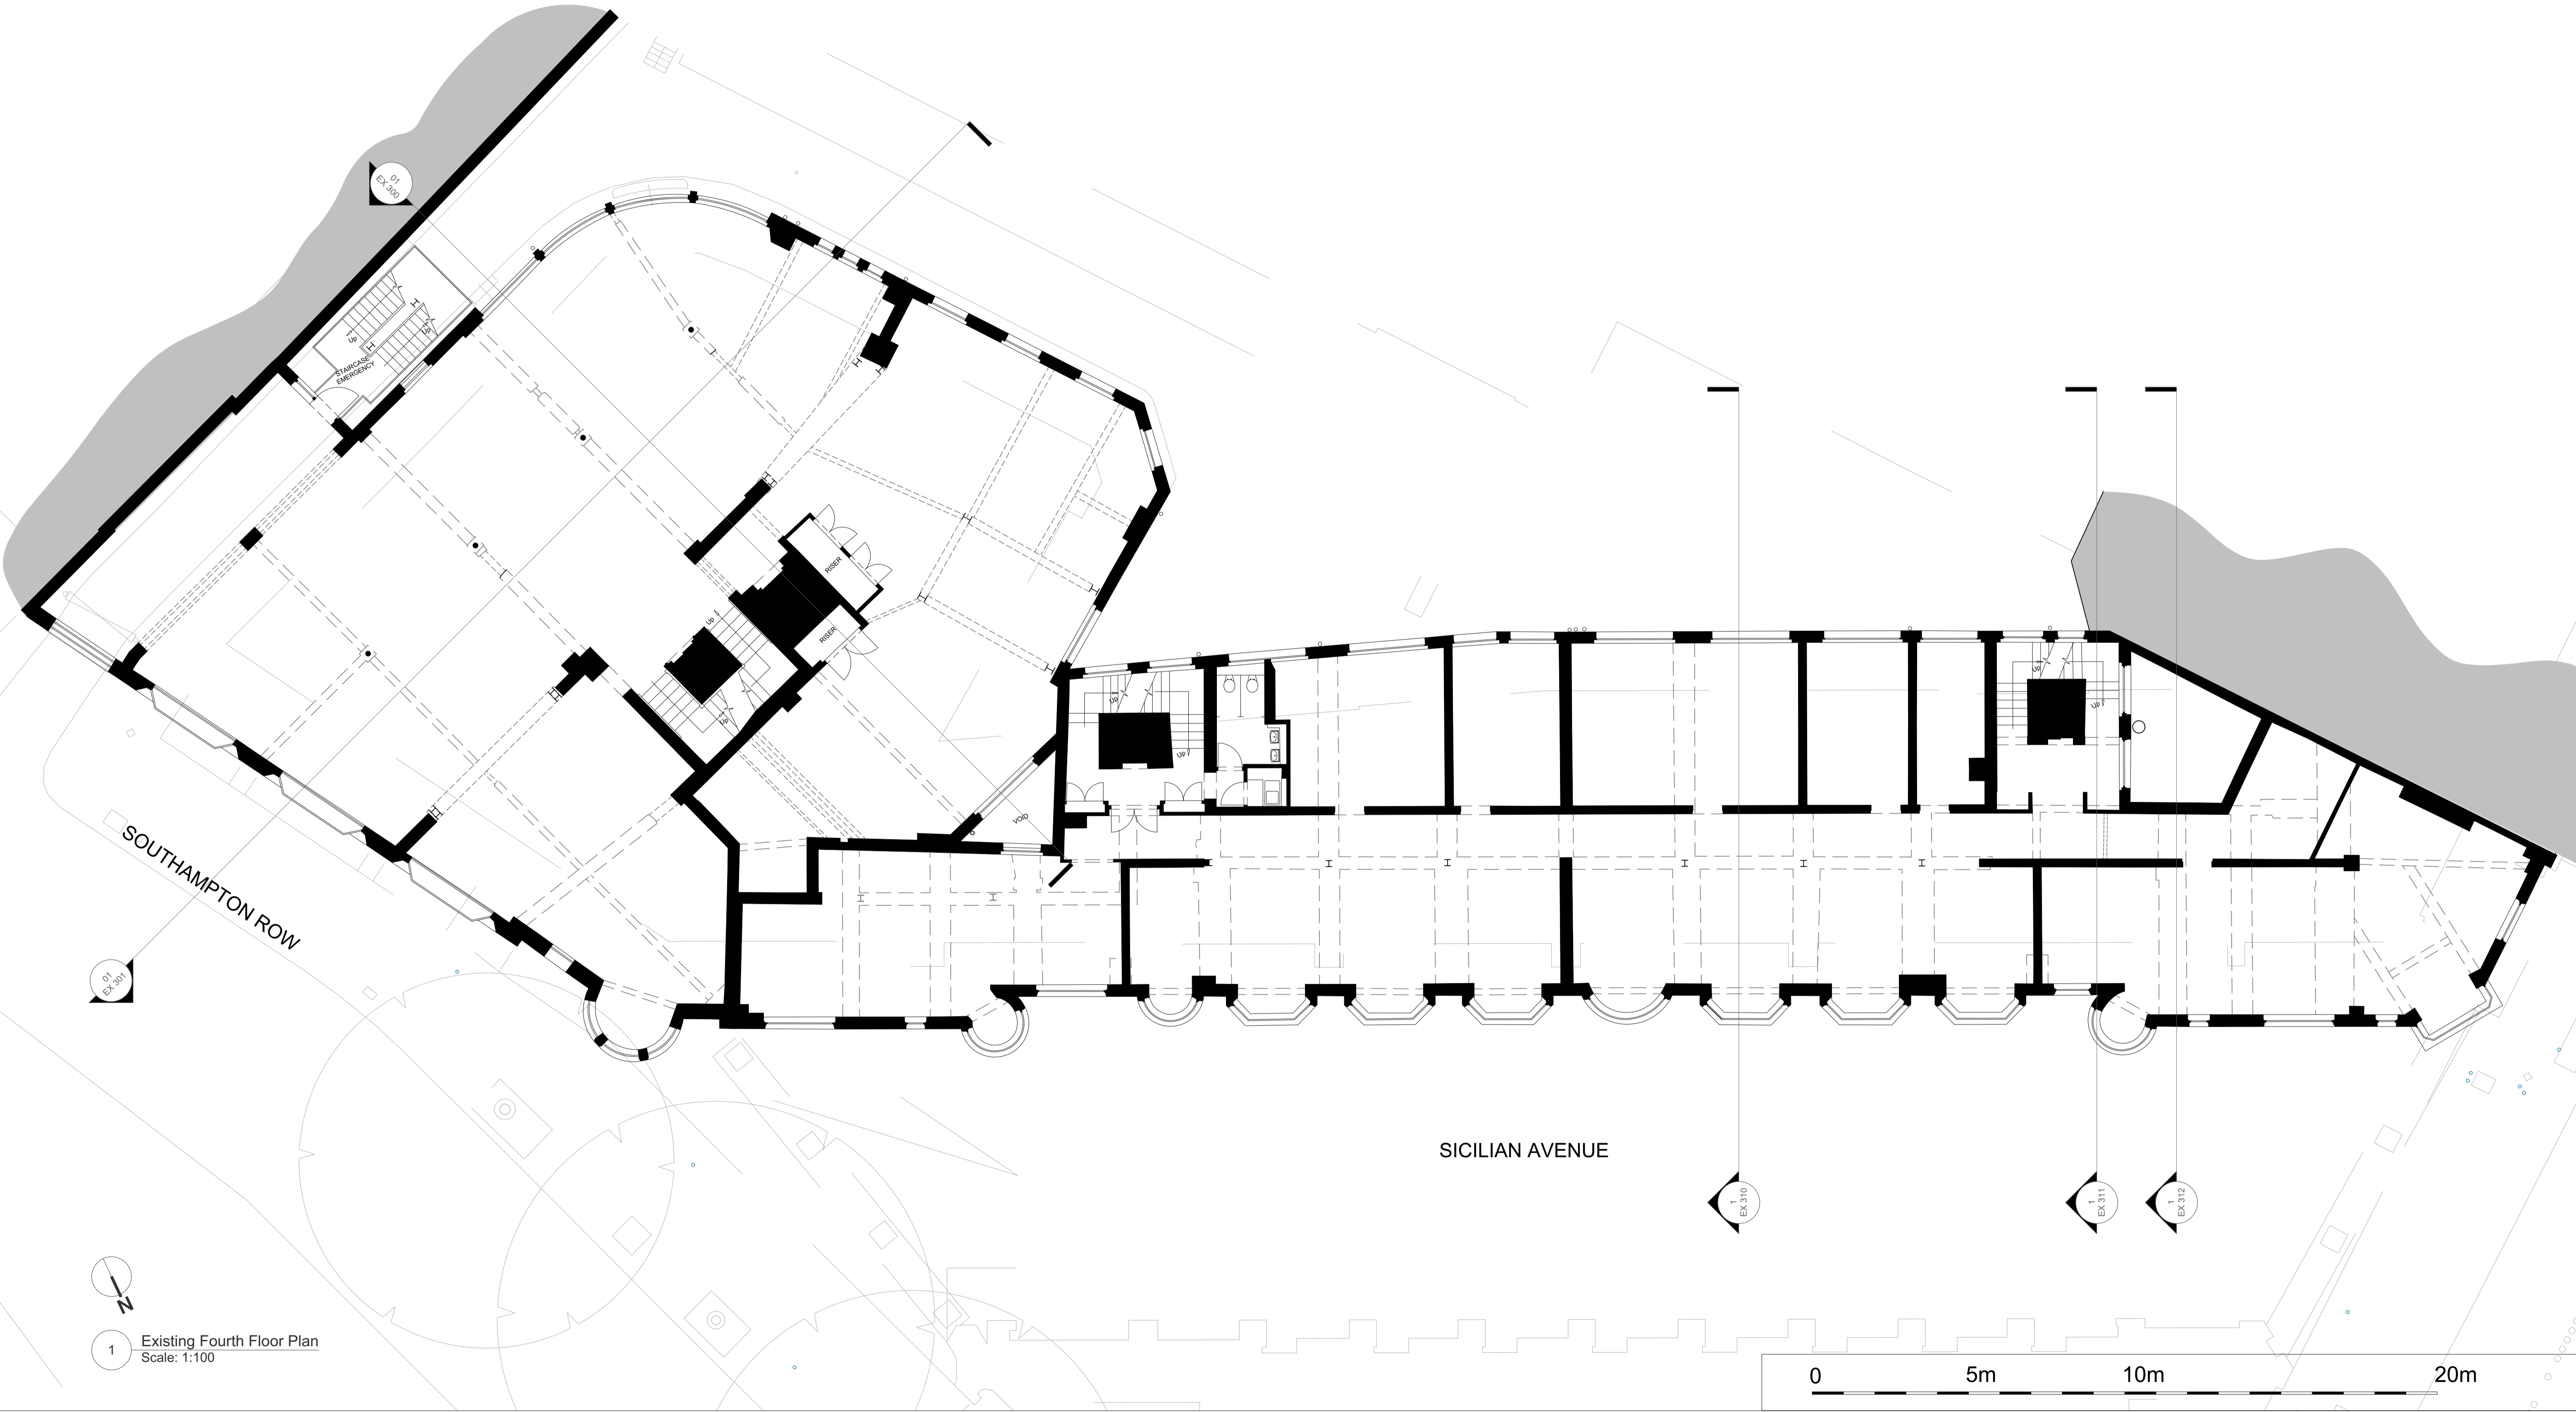 01
EX 300
Up
Up
STAIRCASE
EMERGENCY
RISER
RISER
Up
Up
Up
Up
Up
Up
VOID
SOUTHAMPTON ROW
01
EX 301
SICILIAN AVENUE
1
EX 310
1
EX 311
1
EX 312
N
1
Existing Fourth Floor Plan
Scale: 1:100
0
5m
10m
20m